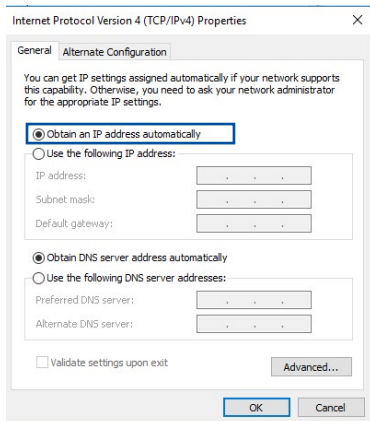 Internet Protocol Version 4 (TCP/IPv4) Properties
General Alternate Configuration
You can get IP settings assigned automatically if your network supports
this capability. Otherwise, you need to ask your network administrator
for the appropriate IP settings.
Obtain an IP address automatically
Use the following IP address:
IP address:
Subnet mask:
Default gateway:
Obtain DNS server address automatically
Use the following DNS server addresses:
Preferred DNS server:
Alternate DNS server:
Validate settings upon exit
Advanced...
OK Cancel